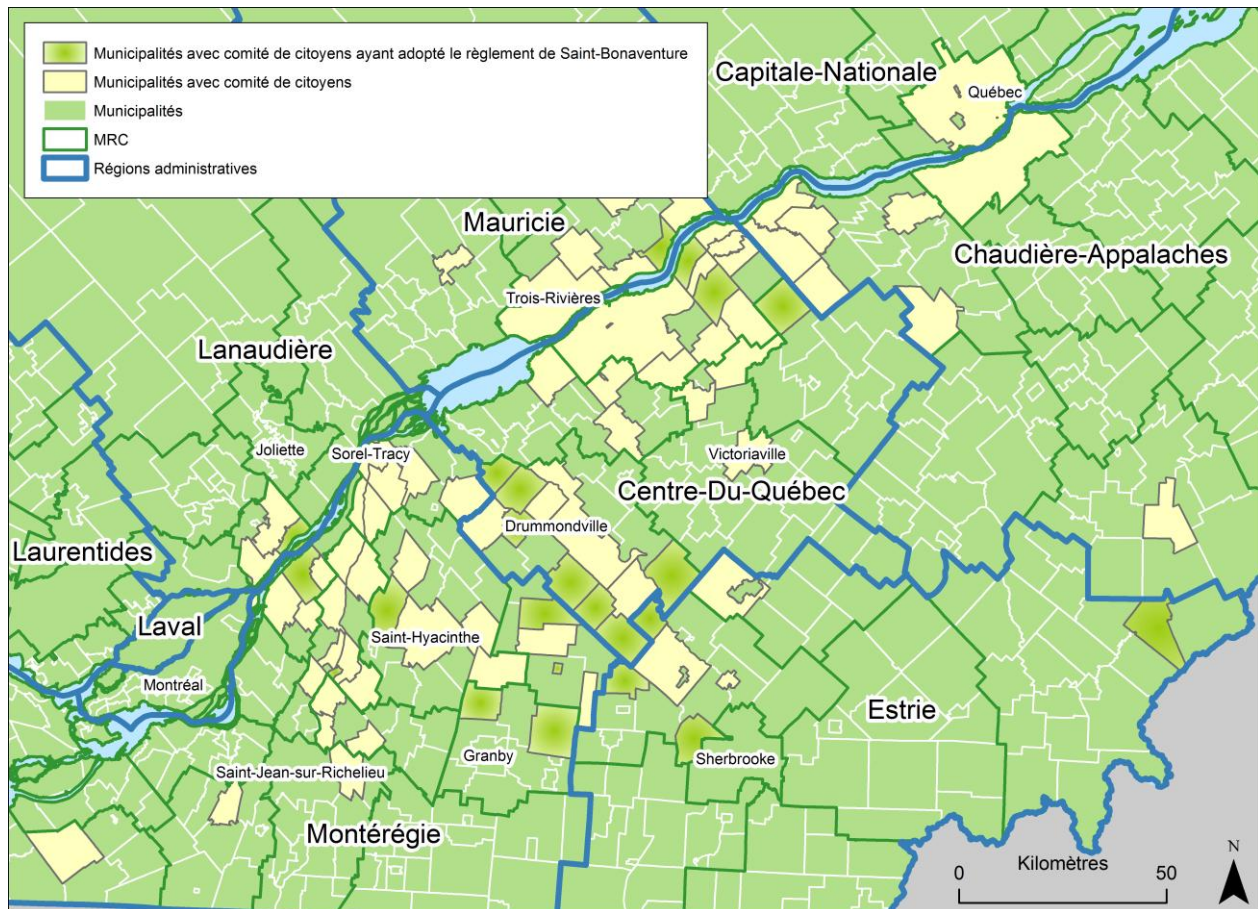 Municipalités avec comité de citoyens ayant adopté le règlement de Saint-Bonaventure
Municipalités avec comité de citoyens
Municipalités
MRC
Régions administratives
Capitale-Nationale
Québec
Mauricie
Chaudière-Appalaches
Trois-Rivières
Lanaudière
Joliette
Sorel-Tracy
Victoriaville
Centre-Du-Québec
Drummondville
Laurentides
Laval
Saint-Hyacinthe
Montréal
Estrie
Granby
Sherbrooke
Saint-Jean-sur-Richelieu
Montérégie
N
Kilomètres
0 50